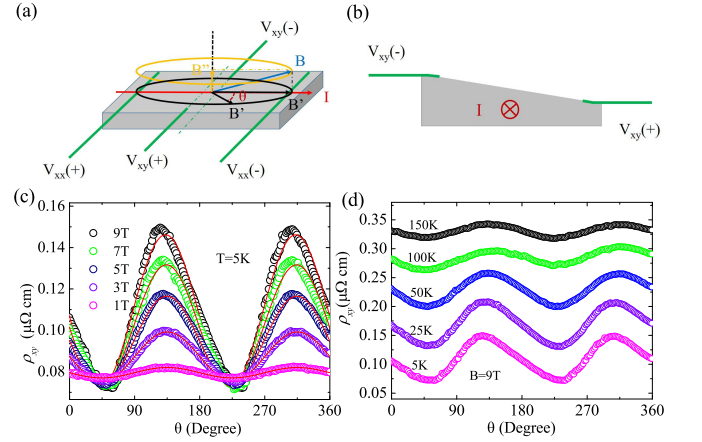 (a)
V_xy(-)
B
B''
θ
I
B'
B'
V_xx(+)
V_xy(+)
V_xx(-)
(b)
V_xy(-)
I
V_xy(+)
(c)
0.16
0.14
0.12
0.10
0.08
ρ_xy (μΩ cm)
9T
7T
5T
3T
1T
T=5K
0 90 180 270 360
θ (Degree)
(d)
0.35
0.30
0.25
0.20
0.15
0.10
0.05
ρ_xy (μΩ cm)
150K
100K
50K
25K
5K
B=9T
0 90 180 270 360
θ (Degree)